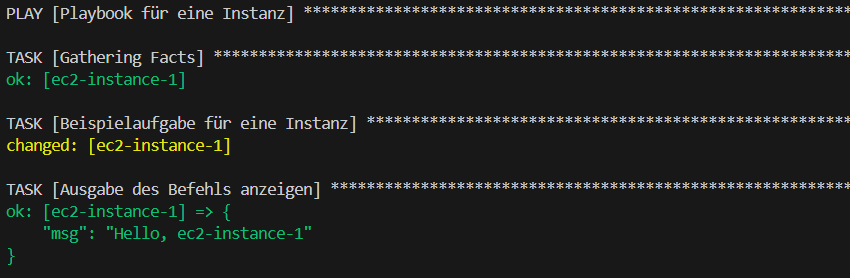 PLAY [Playbook für eine Instanz] *************************************************************
TASK [Gathering Facts] ***********************************************************************
ok: [ec2-instance-1]
TASK [Beispielaufgabe für eine Instanz] ******************************************************
changed: [ec2-instance-1]
TASK [Ausgabe des Befehls anzeigen] **********************************************************
ok: [ec2-instance-1] => {
    "msg": "Hello, ec2-instance-1"
}